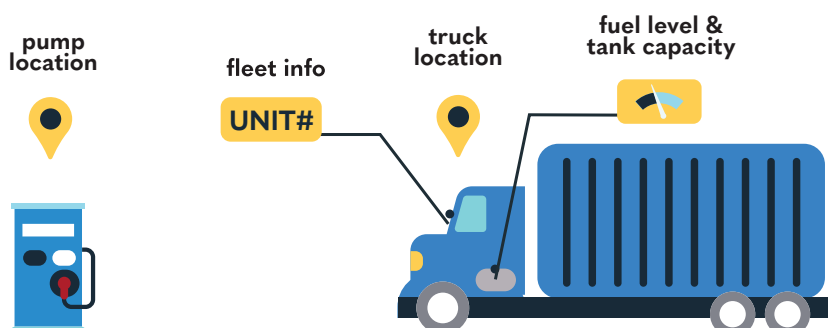 pump
location
fleet info
UNIT#
truck
location
fuel level &
tank capacity